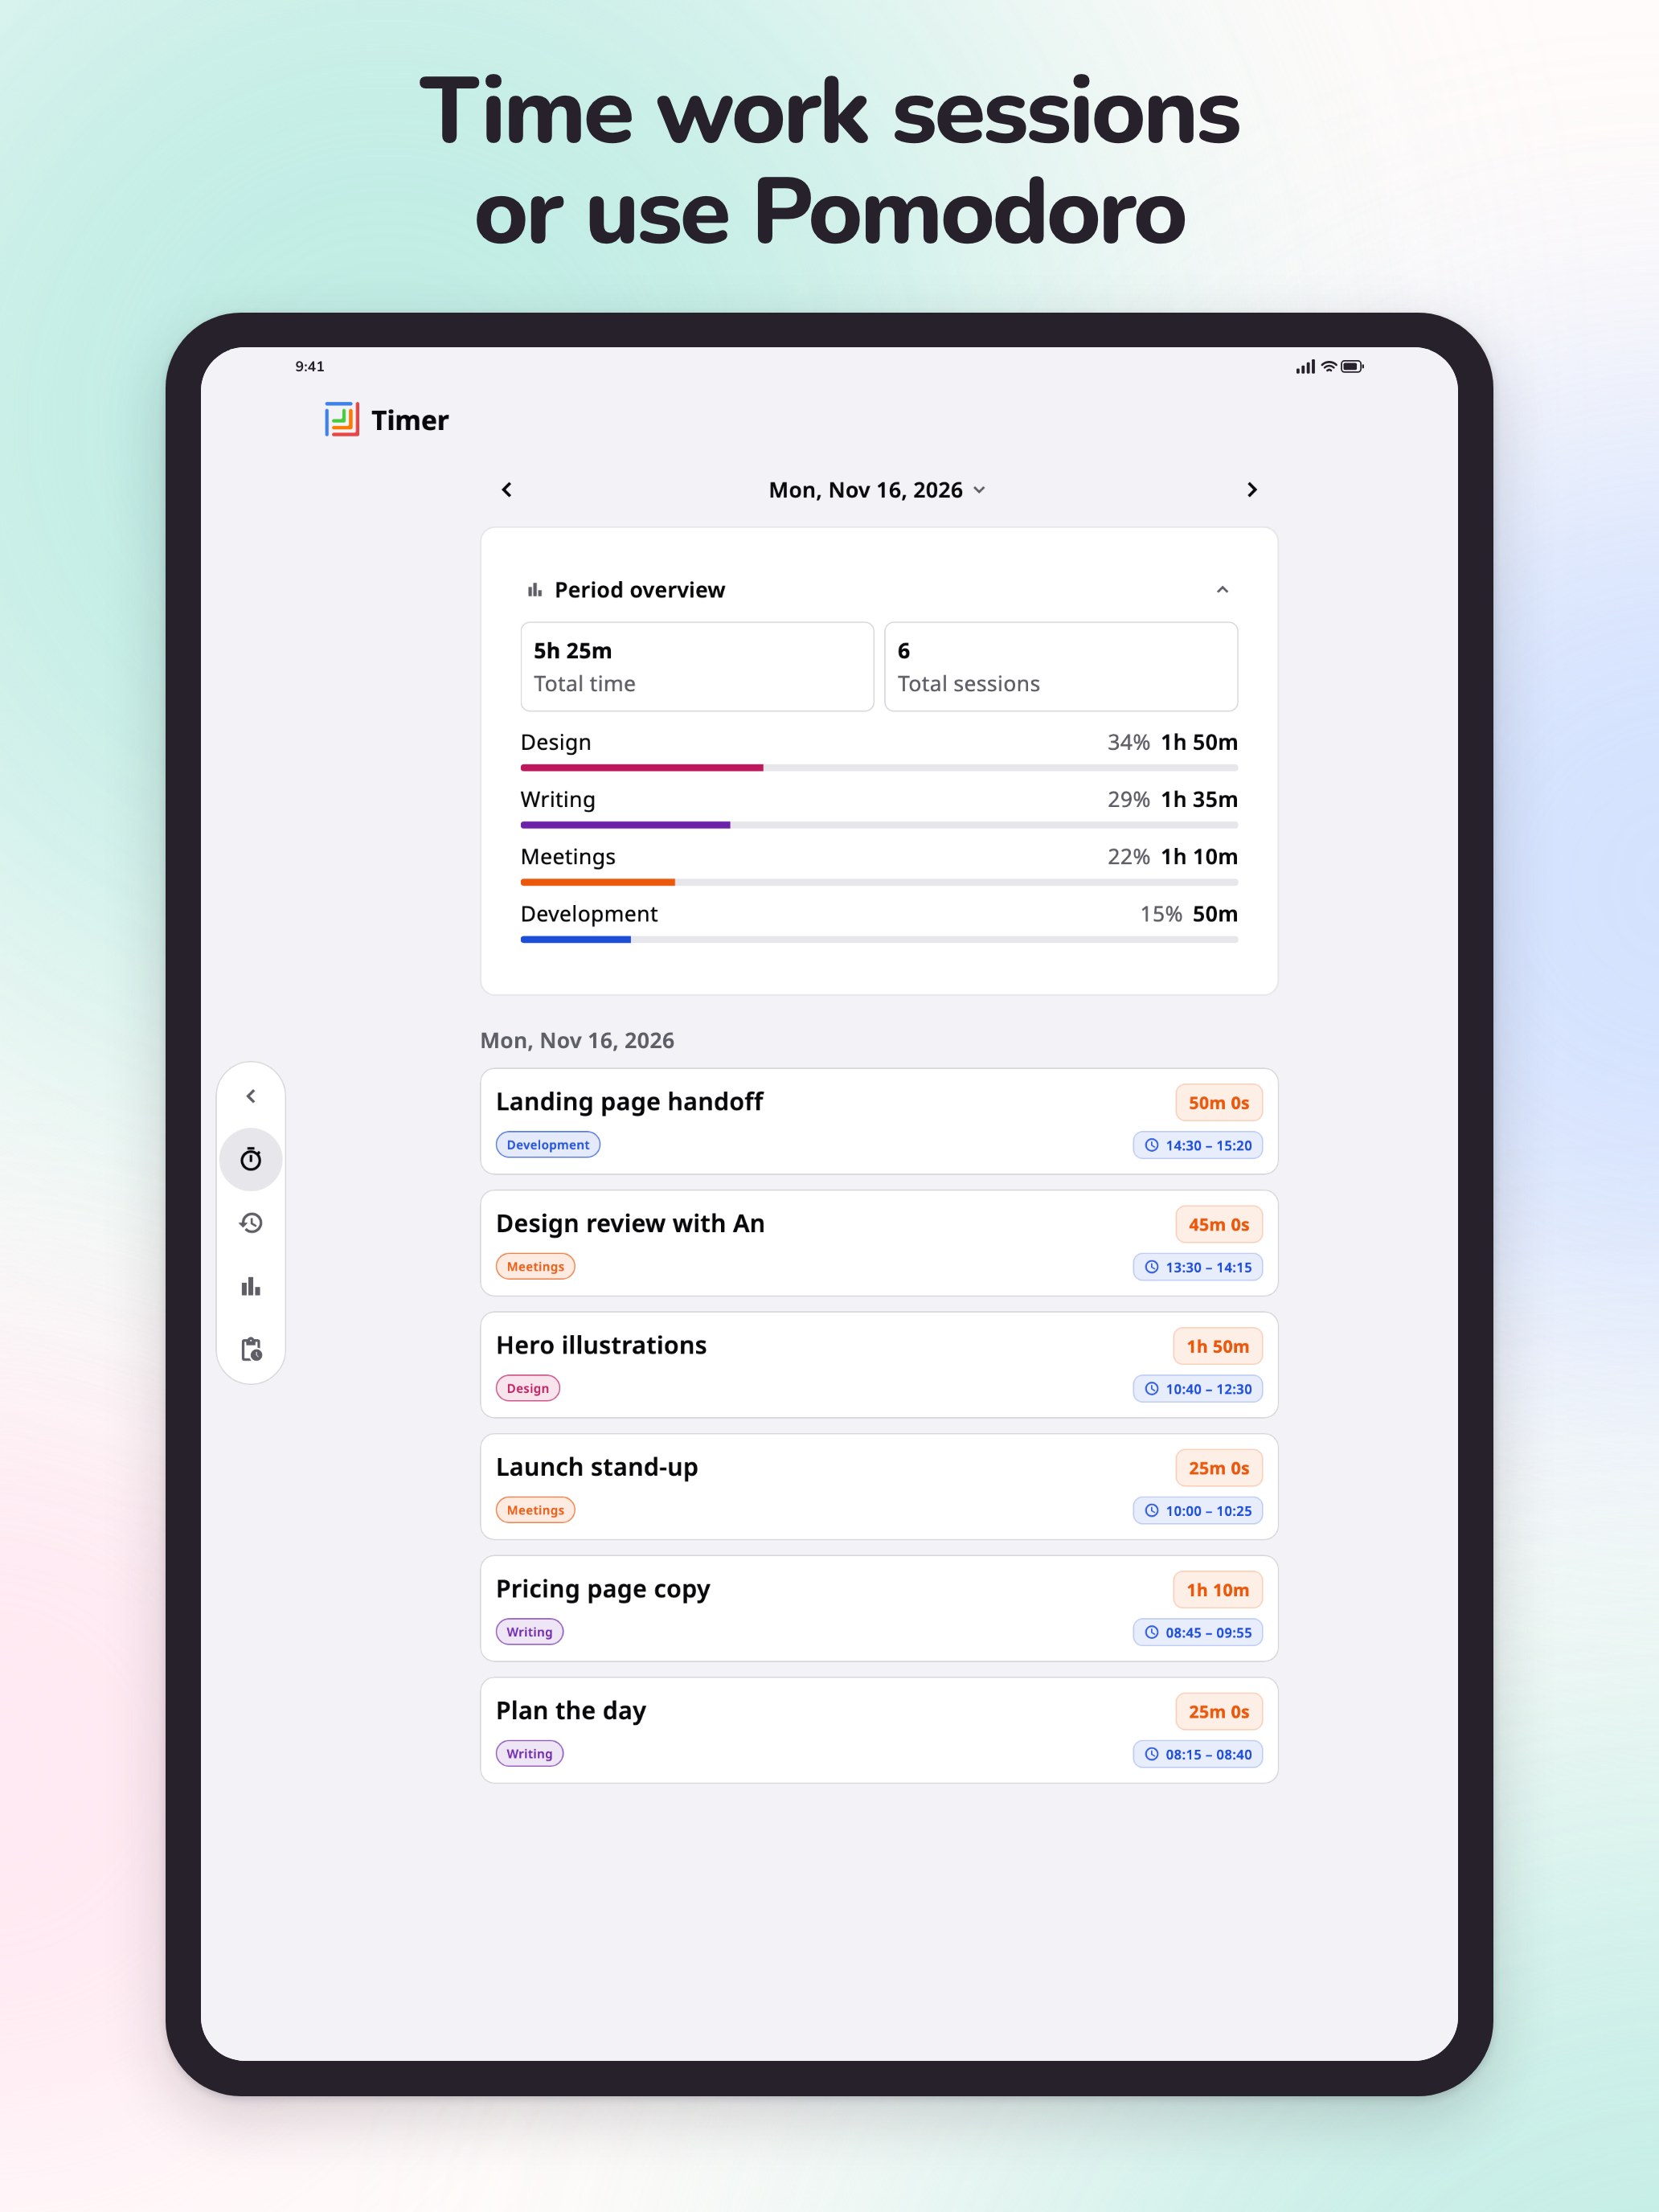 Time work sessions
or use Pomodoro
9:41
Timer
Mon, Nov 16, 2026
Period overview
5h 25m
Total time
6
Total sessions
Design 34% 1h 50m
Writing 29% 1h 35m
Meetings 22% 1h 10m
Development 15% 50m
Mon, Nov 16, 2026
Landing page handoff 50m 0s
Development 14:30 – 15:20
Design review with An 45m 0s
Meetings 13:30 – 14:15
Hero illustrations 1h 50m
Design 10:40 – 12:30
Launch stand-up 25m 0s
Meetings 10:00 – 10:25
Pricing page copy 1h 10m
Writing 08:45 – 09:55
Plan the day 25m 0s
Writing 08:15 – 08:40